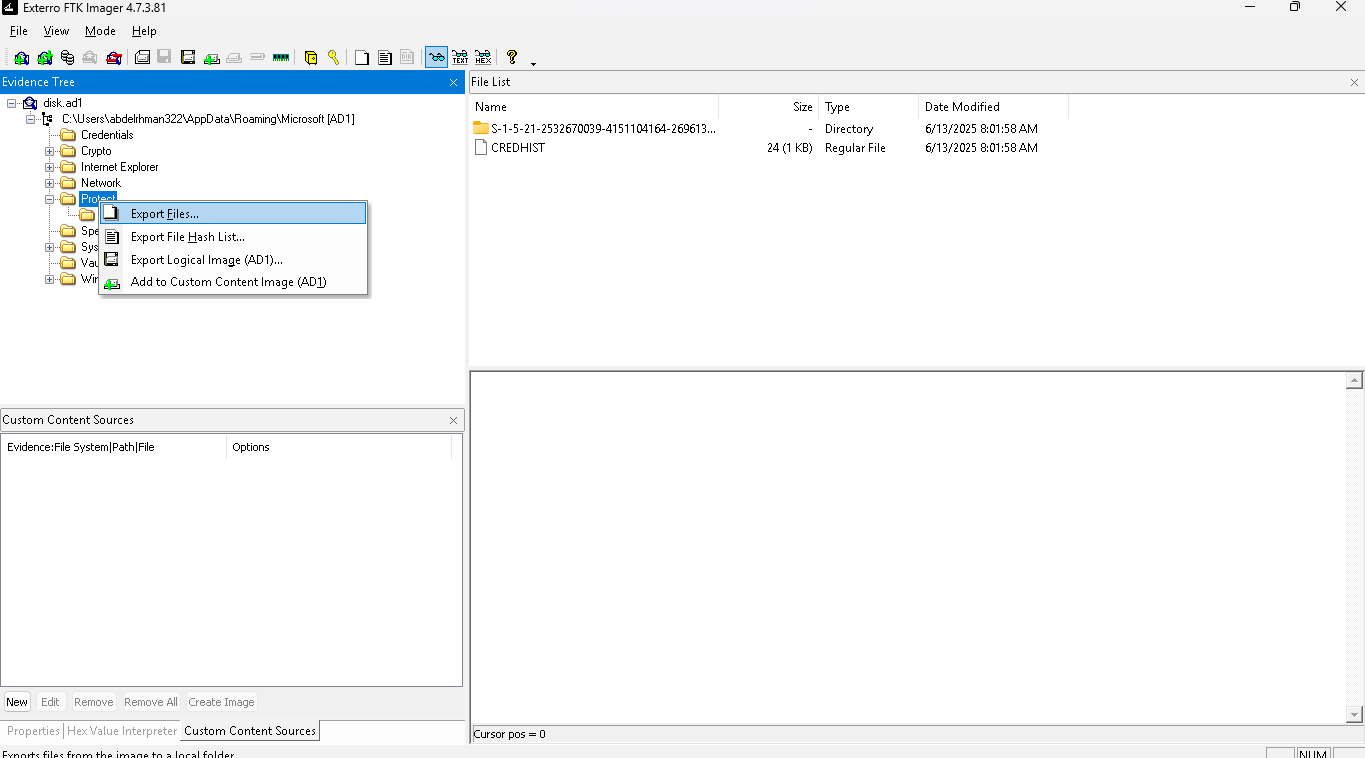 Exterro FTK Imager 4.7.3.81
File View Mode Help
TEXT HEX
Evidence Tree
disk.ad1
C:\Users\abdelrhman322\AppData\Roaming\Microsoft [AD1]
Credentials
Crypto
Internet Explorer
Network
Protect
Spe
Sys
Vau
Wir
Export Files...
Export File Hash List...
Export Logical Image (AD1)...
Add to Custom Content Image (AD1)
File List
Name Size Type Date Modified
S-1-5-21-2532670039-4151104164-269613... - Directory 6/13/2025 8:01:58 AM
CREDHIST 24 (1 KB) Regular File 6/13/2025 8:01:58 AM
Custom Content Sources
Evidence:File System|Path|File Options
New Edit Remove Remove All Create Image
Properties Hex Value Interpreter Custom Content Sources
Cursor pos = 0
Exports files from the image to a local folder
NUM